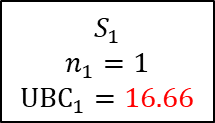 S₁
n₁ = 1
UBC₁ = 16.66